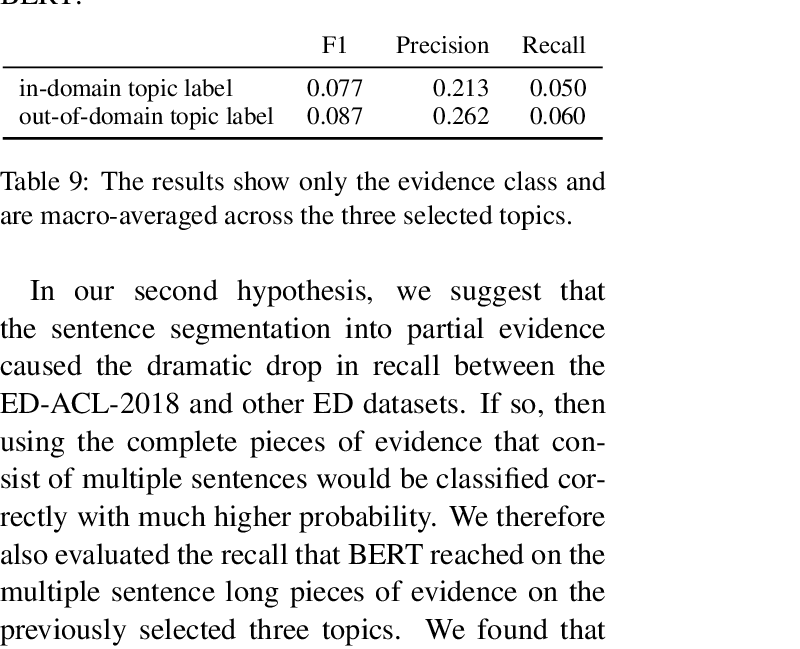 BERT.
F1 Precision Recall
in-domain topic label 0.077 0.213 0.050
out-of-domain topic label 0.087 0.262 0.060
Table 9: The results show only the evidence class and
are macro-averaged across the three selected topics.
In our second hypothesis, we suggest that
the sentence segmentation into partial evidence
caused the dramatic drop in recall between the
ED-ACL-2018 and other ED datasets. If so, then
using the complete pieces of evidence that con-
sist of multiple sentences would be classified cor-
rectly with much higher probability. We therefore
also evaluated the recall that BERT reached on the
multiple sentence long pieces of evidence on the
previously selected three topics. We found that